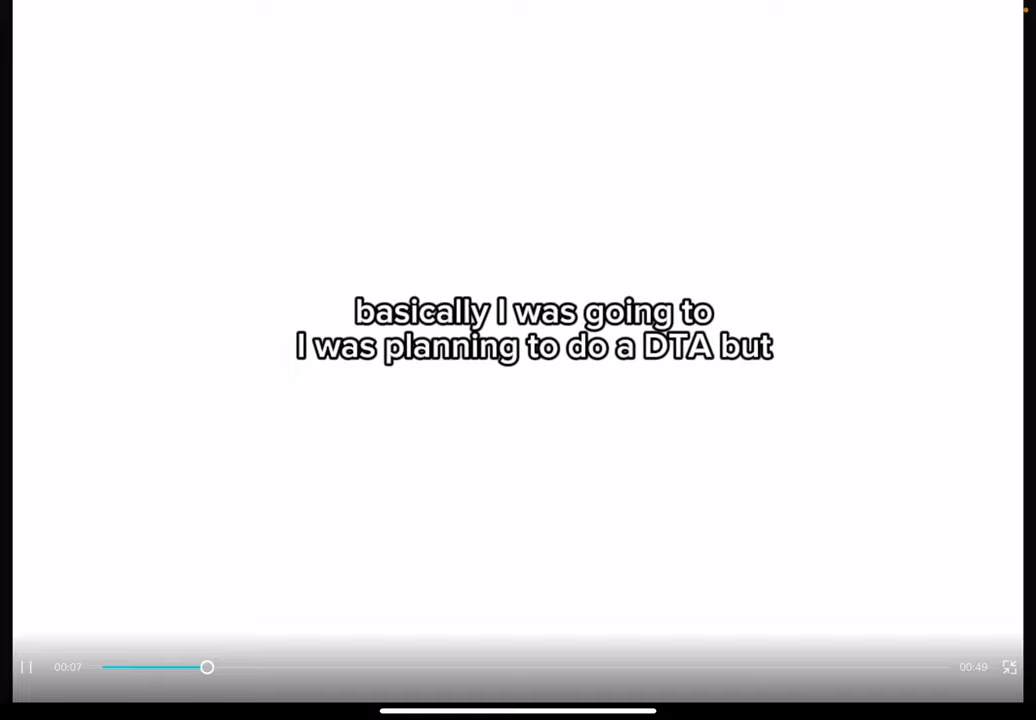 basically I was going to
I was planning to do a DTA but
00:07
00:49